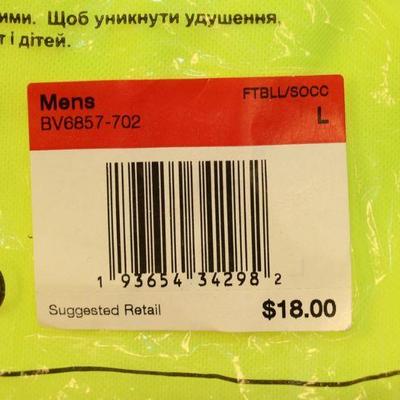 ими. Щоб уникнути удушення,
т і дітей.
Mens FTBLL/SOCC
BV6857-702 L
1 93654 34298 2
Suggested Retail $18.00